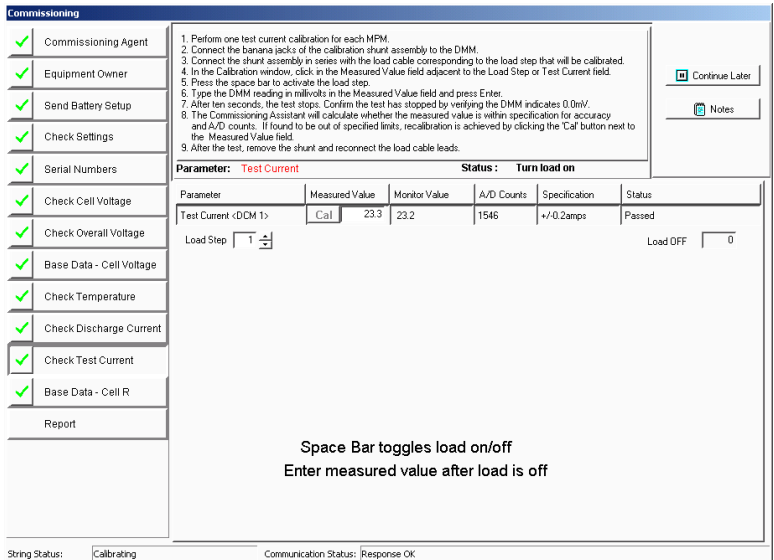 Commissioning
Commissioning Agent
Equipment Owner
Send Battery Setup
Check Settings
Serial Numbers
Check Cell Voltage
Check Overall Voltage
Base Data - Cell Voltage
Check Temperature
Check Discharge Current
Check Test Current
Base Data - Cell R
Report
1. Perform one test current calibration for each MPM.
2. Connect the banana jacks of the calibration shunt assembly to the DMM.
3. Connect the shunt assembly in series with the load cable corresponding to the load step that will be calibrated.
4. In the Calibration window, click in the Measured Value field adjacent to the Load Step or Test Current field.
5. Press the space bar to activate the load step.
6. Type the DMM reading in millivolts in the Measured Value field and press Enter.
7. After ten seconds, the test stops. Confirm the test has stopped by verifying the DMM indicates 0.0mV.
8. The Commissioning Assistant will calculate whether the measured value is within specification for accuracy
and A/D counts. If found to be out of specified limits, recalibration is achieved by clicking the 'Cal' button next to
the Measured Value field.
9. After the test, remove the shunt and reconnect the load cable leads.
Continue Later
Notes
Parameter: Test Current Status : Turn load on
Parameter Measured Value Monitor Value A/D Counts Specification Status
Test Current <DCM 1> Cal 23.3 23.2 1546 +/-0.2amps Passed
Load Step 1 Load OFF 0
Space Bar toggles load on/off
Enter measured value after load is off
String Status: Calibrating Communication Status: Response OK